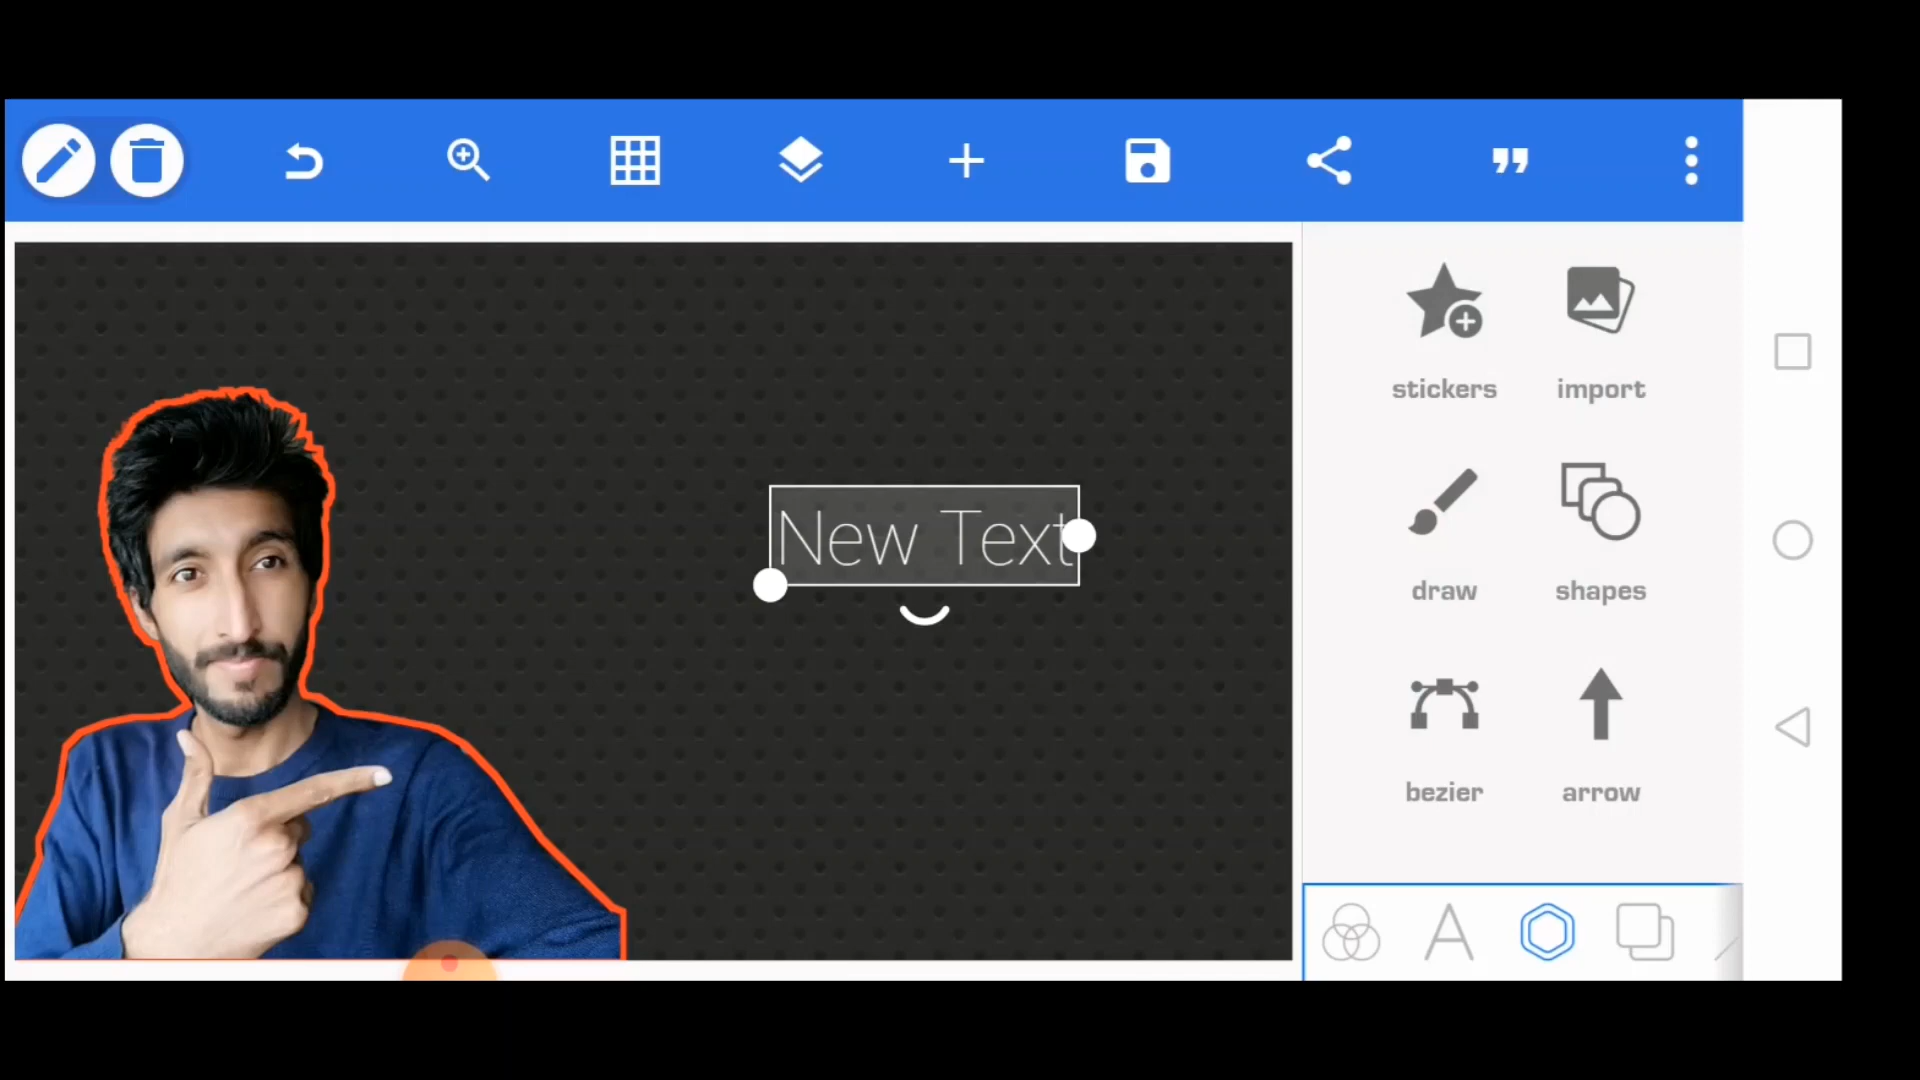 New Text
stickers
import
draw
shapes
bezier
arrow